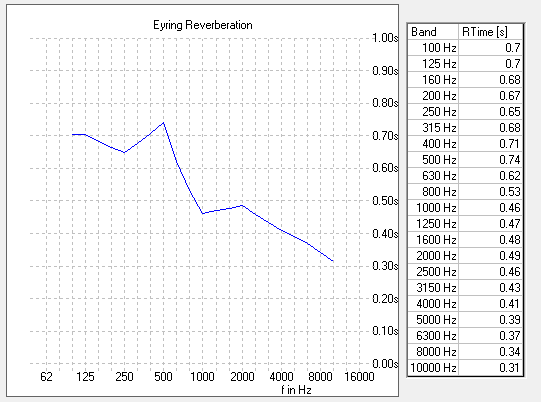 Eyring Reverberation
1.00s
0.90s
0.80s
0.70s
0.60s
0.50s
0.40s
0.30s
0.20s
0.10s
0.00s
62 125 250 500 1000 2000 4000 8000 16000
f in Hz
Band RTime [s]
100 Hz 0.7
125 Hz 0.7
160 Hz 0.68
200 Hz 0.67
250 Hz 0.65
315 Hz 0.68
400 Hz 0.71
500 Hz 0.74
630 Hz 0.62
800 Hz 0.53
1000 Hz 0.46
1250 Hz 0.47
1600 Hz 0.48
2000 Hz 0.49
2500 Hz 0.46
3150 Hz 0.43
4000 Hz 0.41
5000 Hz 0.39
6300 Hz 0.37
8000 Hz 0.34
10000 Hz 0.31